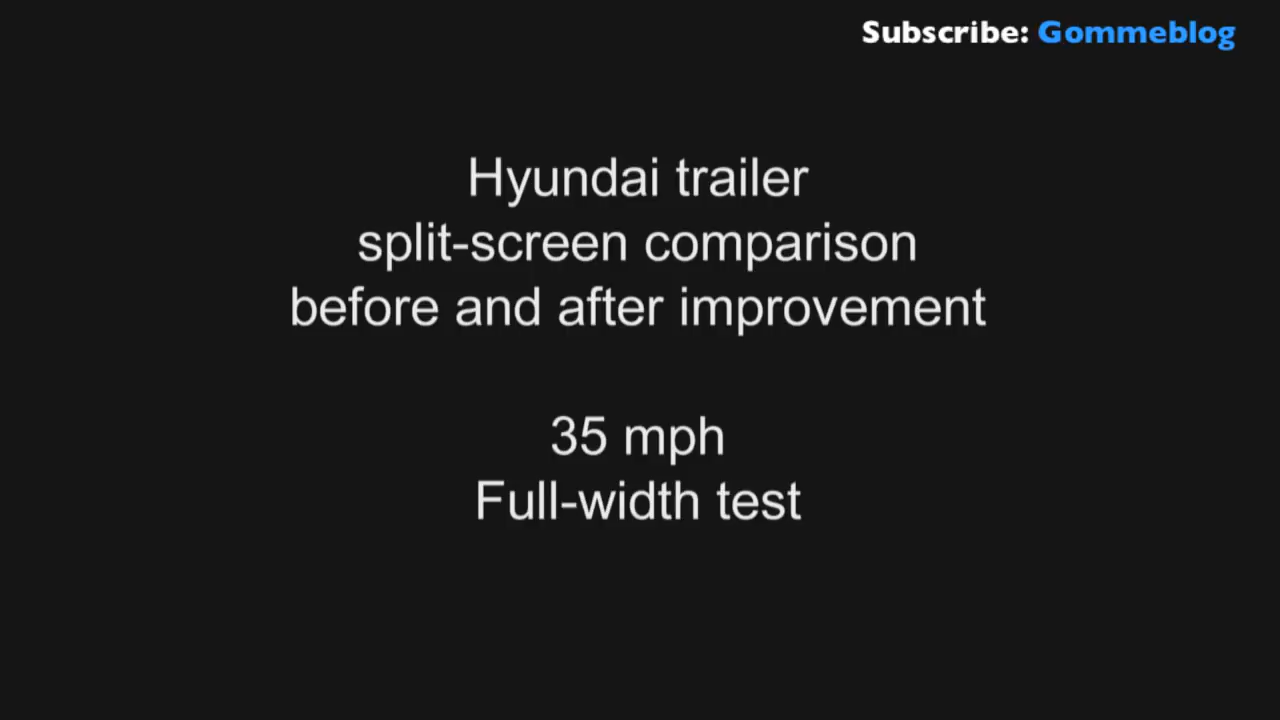 Subscribe: Gommeblog
Hyundai trailer
split-screen comparison
before and after improvement
35 mph
Full-width test